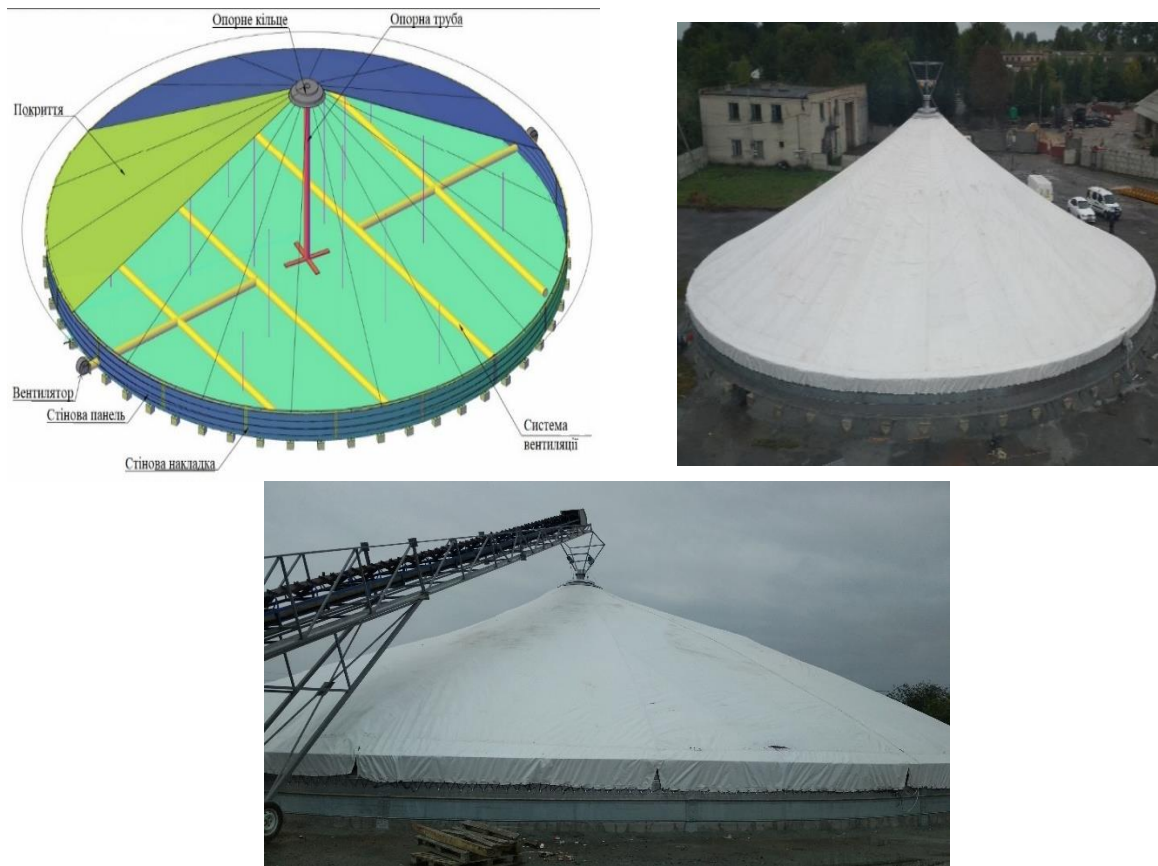 Опорне кільце
Опорна труба
Покриття
Вентилятор
Стінова панель
Стінова накладка
Система
вентиляції